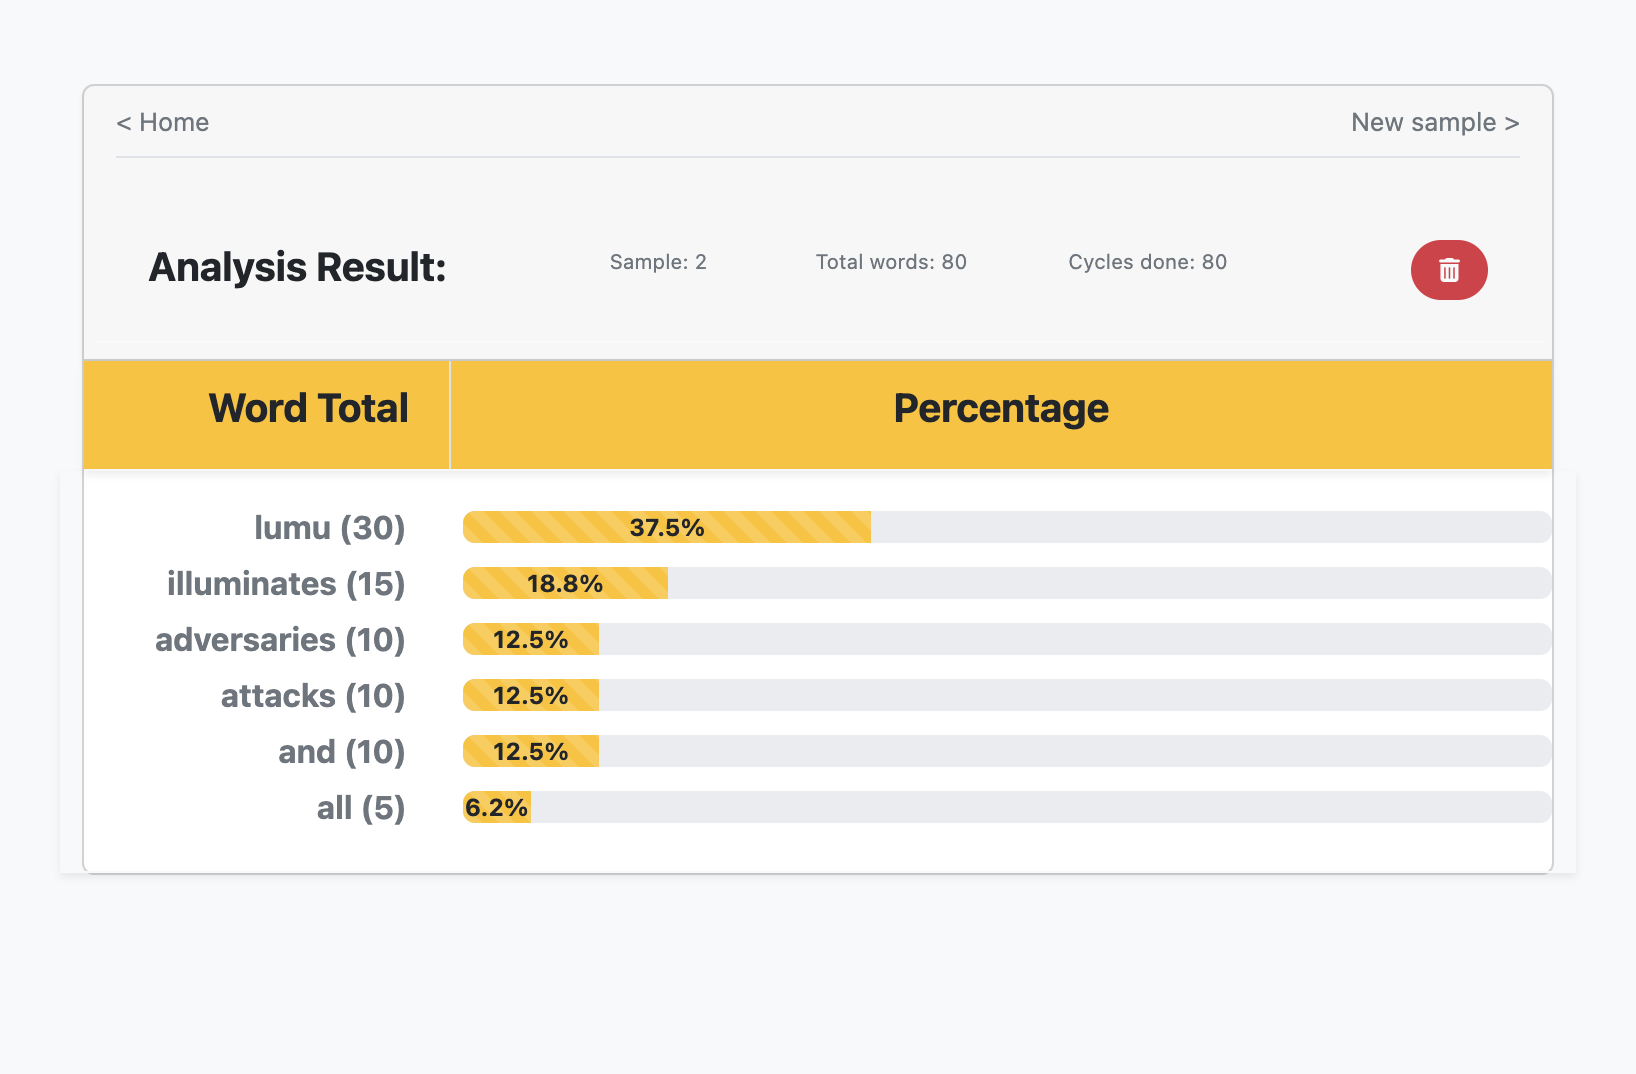 < Home New sample >
Analysis Result: Sample: 2 Total words: 80 Cycles done: 80
Word Total Percentage
lumu (30) 37.5%
illuminates (15) 18.8%
adversaries (10) 12.5%
attacks (10) 12.5%
and (10) 12.5%
all (5) 6.2%